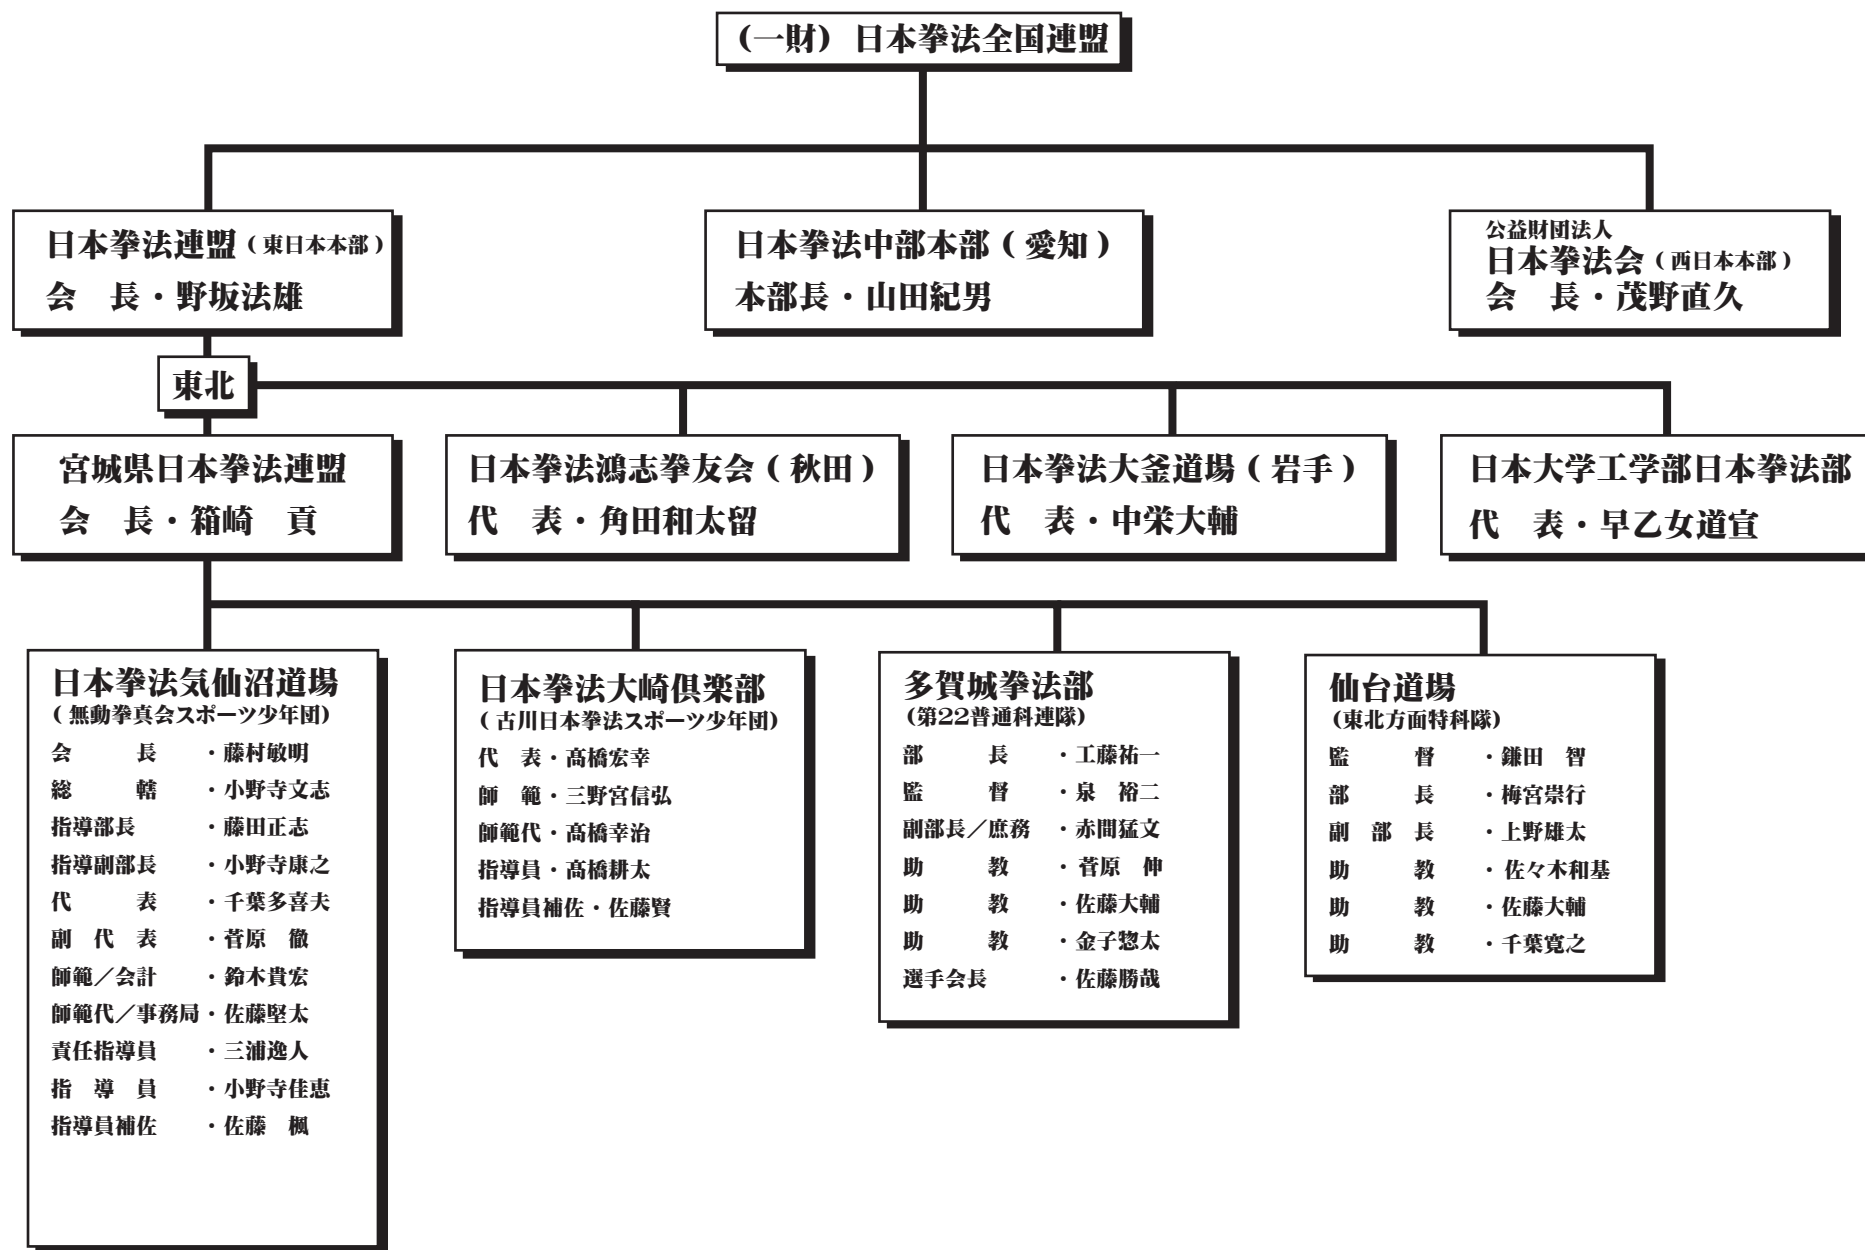 （一財） 日本拳法全国連盟
日本拳法連盟（東日本本部）
会　長・野坂法雄
日本拳法中部本部（愛知）
本部長・山田紀男
公益財団法人
日本拳法会（西日本本部）
会　長・茂野直久
東北
宮城県日本拳法連盟
会　長・箱崎　貢
日本拳法鴻志拳友会（秋田）
代　表・角田和太留
日本拳法大釜道場（岩手）
代　表・中栄大輔
日本大学工学部日本拳法部
代　表・早乙女道宣
日本拳法気仙沼道場
（無動拳真会スポーツ少年団）
会　長・藤村敏明
総　轄・小野寺文志
指導部長・藤田正志
指導副部長・小野寺康之
代　表・千葉多喜夫
副代表・菅原　徹
師範／会計・鈴木貴宏
師範代／事務局・佐藤堅太
責任指導員・三浦逸人
指導員・小野寺佳恵
指導員補佐・佐藤　楓
日本拳法大崎倶楽部
（古川日本拳法スポーツ少年団）
代　表・髙橋宏幸
師　範・三野宮信弘
師範代・髙橋幸治
指導員・髙橋耕太
指導員補佐・佐藤賢
多賀城拳法部
（第22普通科連隊）
部　長・工藤祐一
監　督・泉　裕二
副部長／庶務・赤間猛文
助　教・菅原　伸
助　教・佐藤大輔
助　教・金子惣太
選手会長・佐藤勝哉
仙台道場
（東北方面特科隊）
監　督・鎌田　智
部　長・梅宮崇行
副部長・上野雄太
助　教・佐々木和基
助　教・佐藤大輔
助　教・千葉寛之